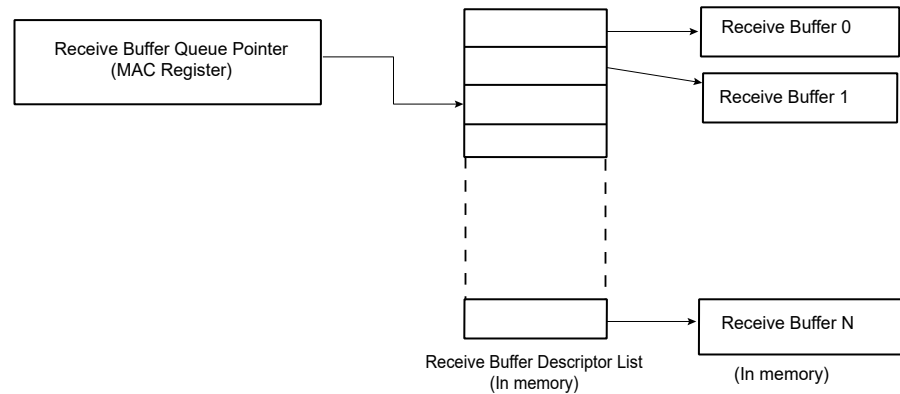 Receive Buffer Queue Pointer
(MAC Register)
Receive Buffer 0
Receive Buffer 1
Receive Buffer N
Receive Buffer Descriptor List
(In memory)
(In memory)